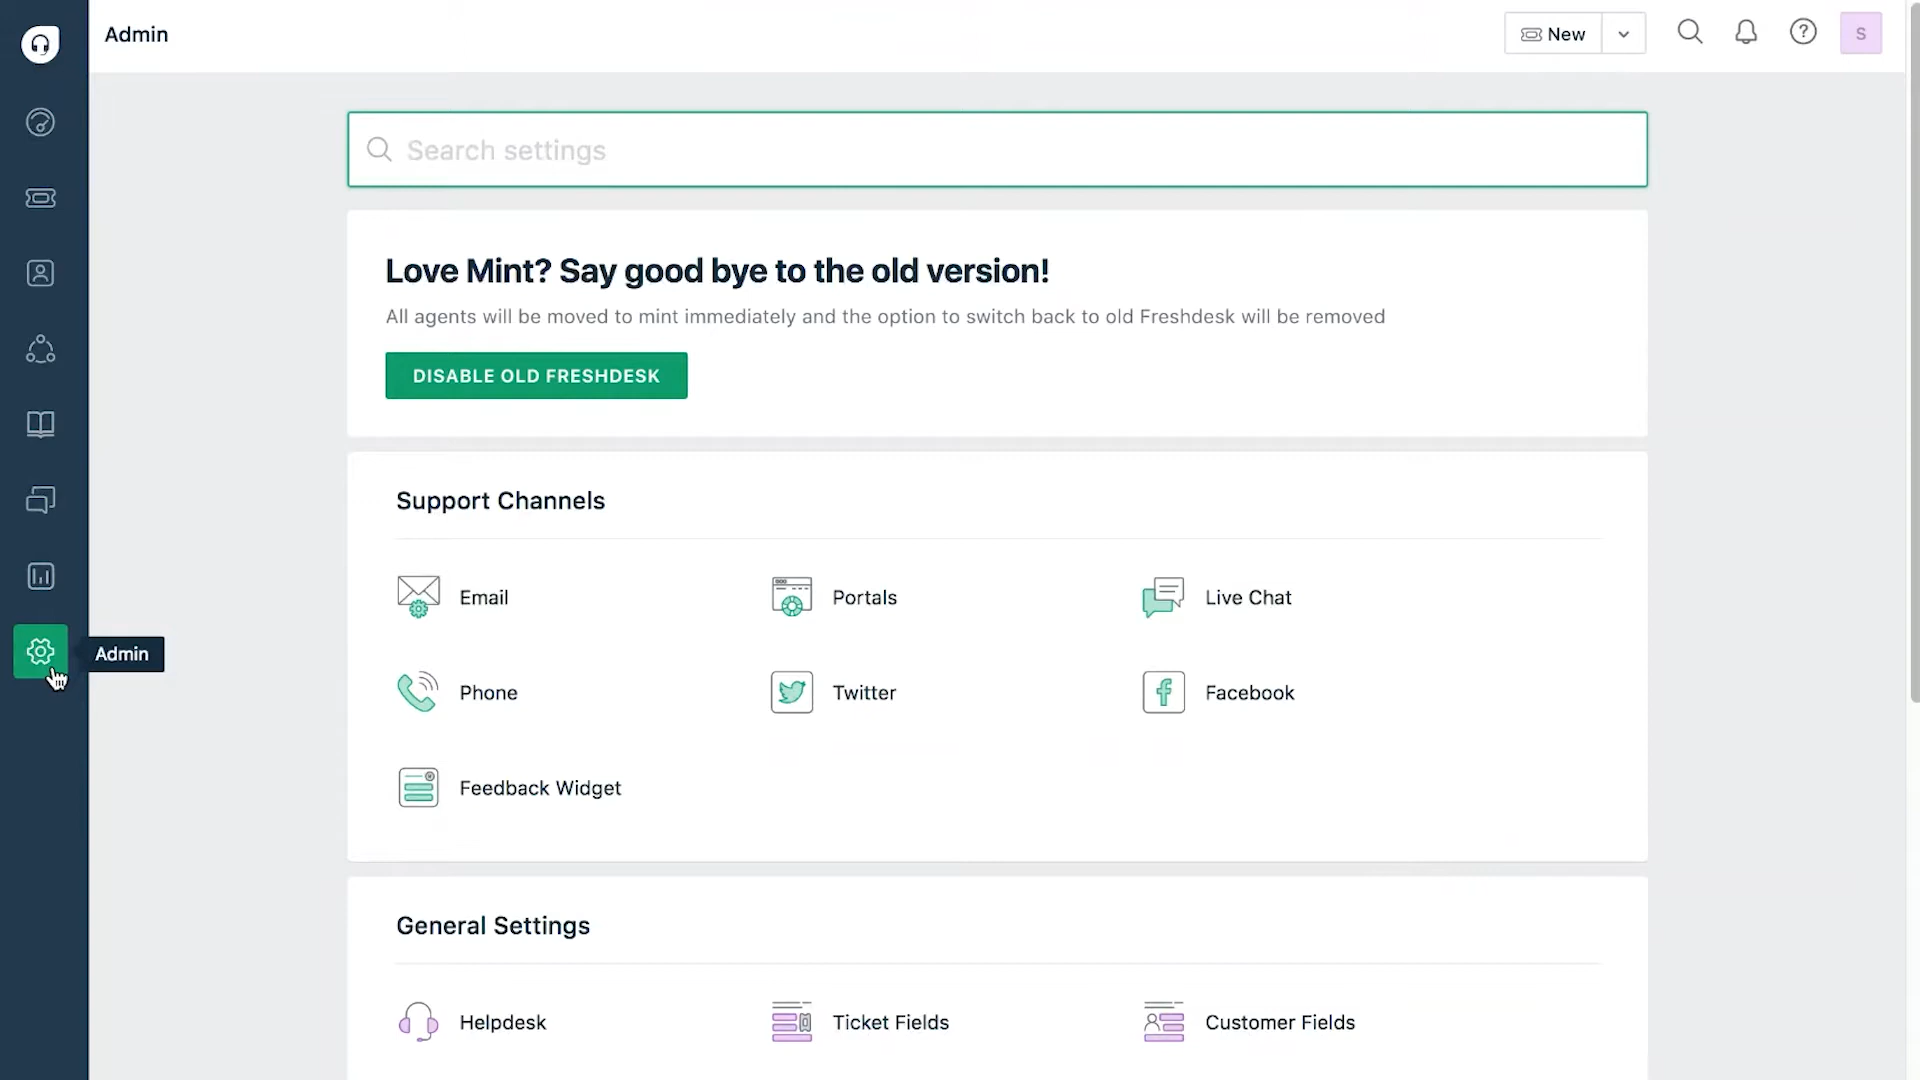 Admin
New
S
Search settings
Love Mint? Say good bye to the old version!
All agents will be moved to mint immediately and the option to switch back to old Freshdesk will be removed
DISABLE OLD FRESHDESK
Support Channels
Email
Portals
Live Chat
Admin
Phone
Twitter
Facebook
Feedback Widget
General Settings
Helpdesk
Ticket Fields
Customer Fields